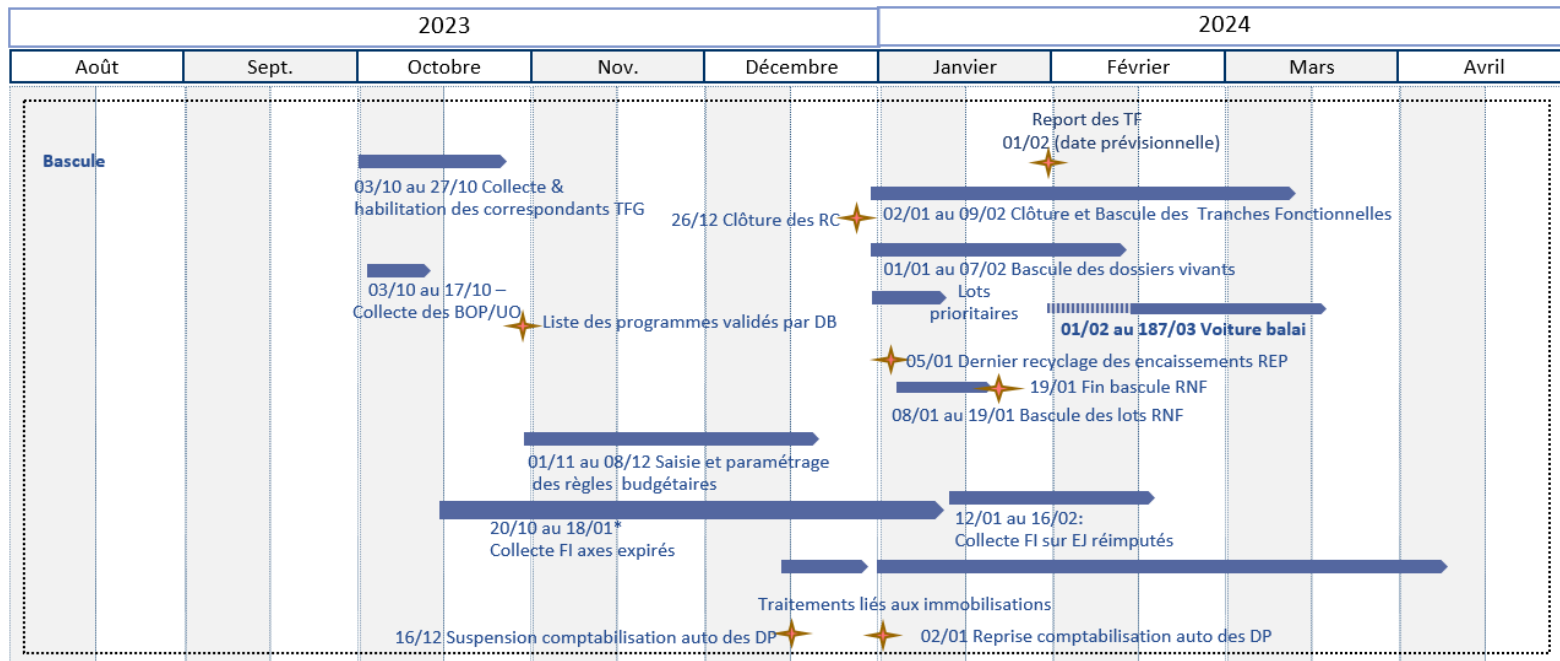 2023
2024
Août
Sept.
Octobre
Nov.
Décembre
Janvier
Février
Mars
Avril
Bascule
Report des TF
01/02 (date prévisionnelle)
03/10 au 27/10 Collecte &
habilitation des correspondants TFG
26/12 Clôture des RC
02/01 au 09/02 Clôture et Bascule des Tranches Fonctionnelles
01/01 au 07/02 Bascule des dossiers vivants
03/10 au 17/10 –
Collecte des BOP/UO
Lots
prioritaires
Liste des programmes validés par DB
01/02 au 187/03 Voiture balai
05/01 Dernier recyclage des encaissements REP
19/01 Fin bascule RNF
08/01 au 19/01 Bascule des lots RNF
01/11 au 08/12 Saisie et paramétrage
des règles budgétaires
20/10 au 18/01*
Collecte FI axes expirés
12/01 au 16/02:
Collecte FI sur EJ réimputés
Traitements liés aux immobilisations
16/12 Suspension comptabilisation auto des DP
02/01 Reprise comptabilisation auto des DP